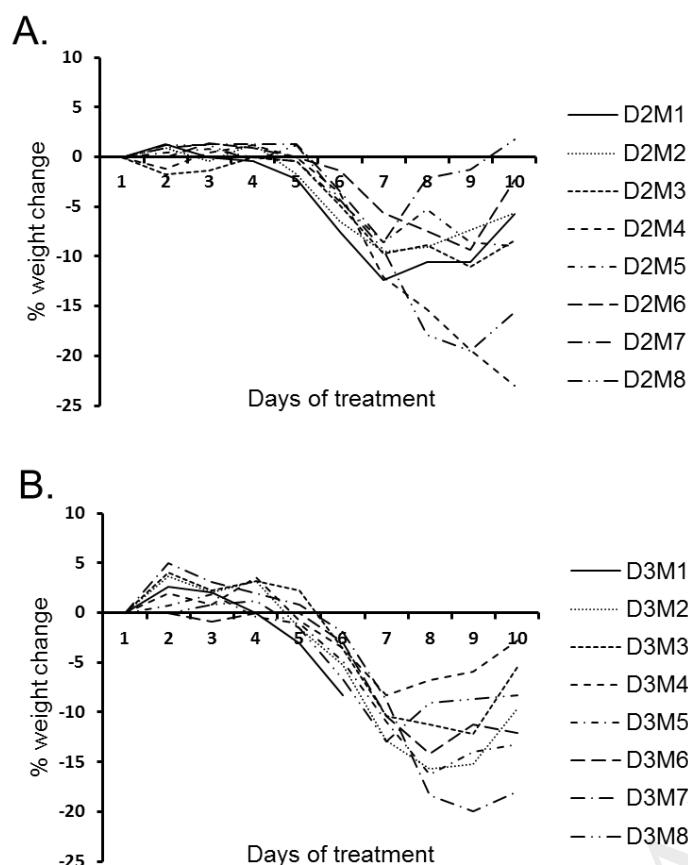 A.
10
5
0
-5
-10
-15
-20
-25
1 2 3 4 5 6 7 8 9 10
% weight change
Days of treatment
D2M1
D2M2
D2M3
D2M4
D2M5
D2M6
D2M7
D2M8
B.
10
5
0
-5
-10
-15
-20
-25
1 2 3 4 5 6 7 8 9 10
% weight change
Days of treatment
D3M1
D3M2
D3M3
D3M4
D3M5
D3M6
D3M7
D3M8